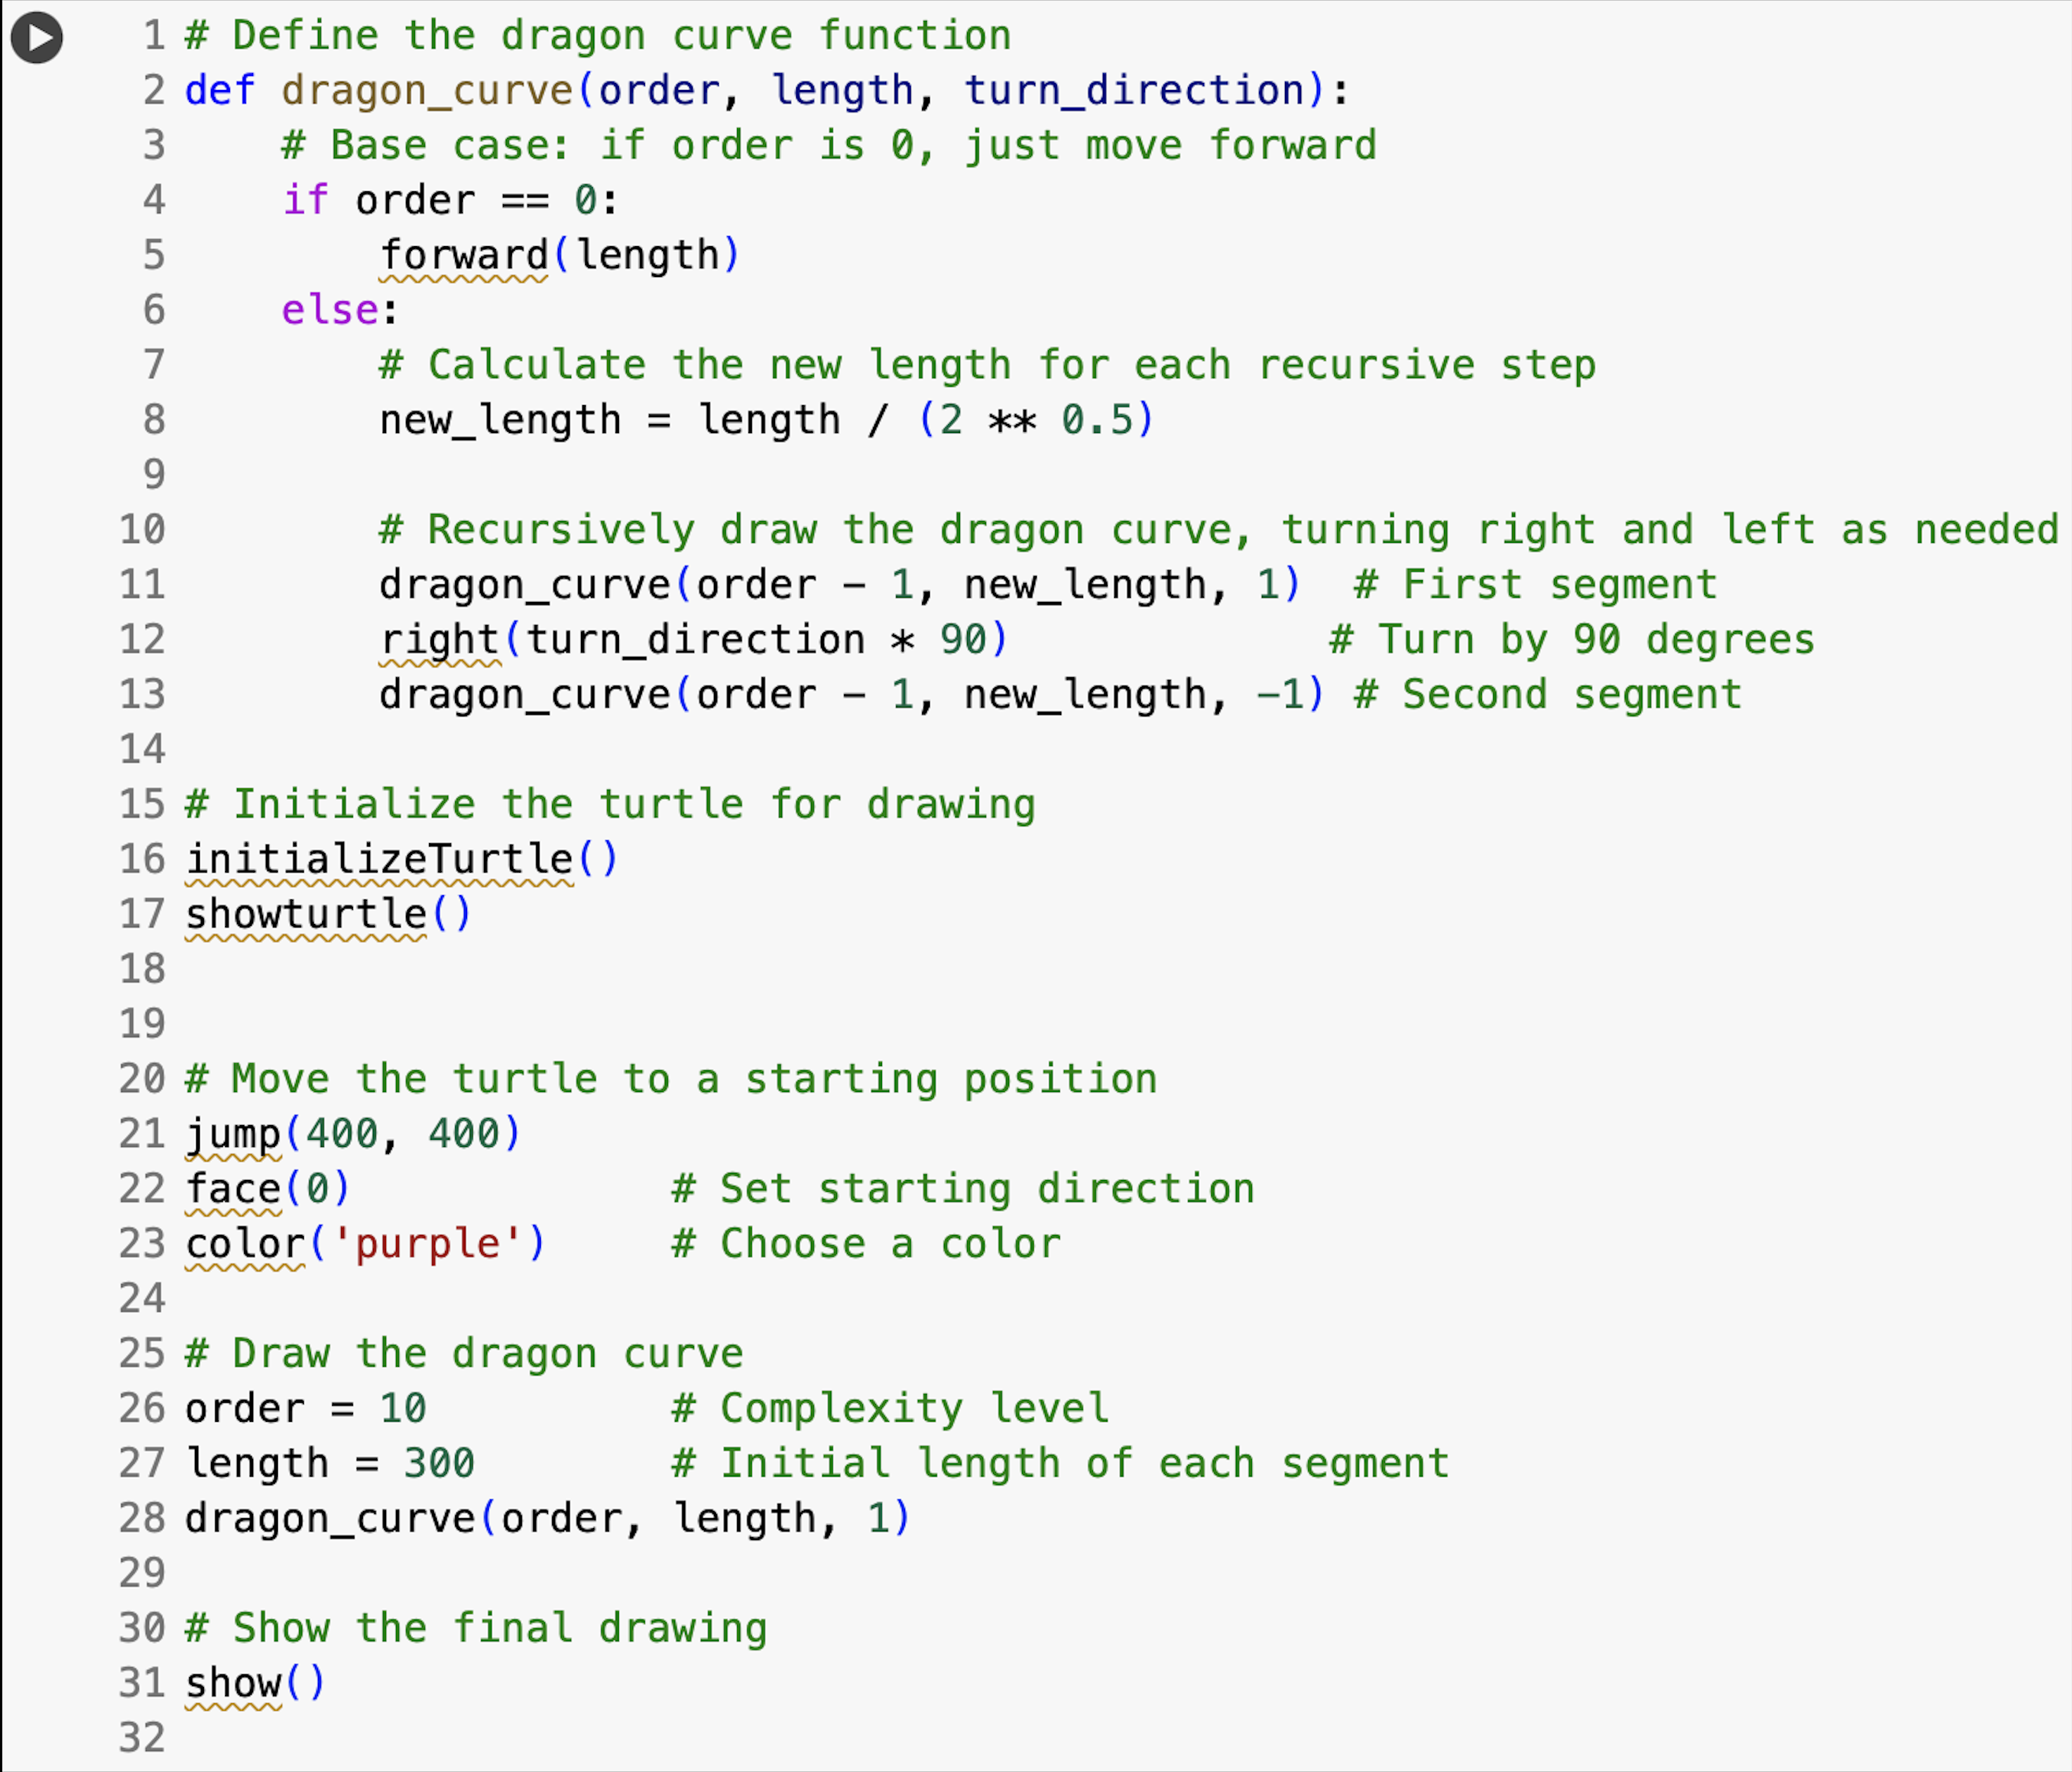 1 # Define the dragon curve function
2 def dragon_curve(order, length, turn_direction):
3     # Base case: if order is 0, just move forward
4     if order == 0:
5         forward(length)
6     else:
7         # Calculate the new length for each recursive step
8         new_length = length / (2 ** 0.5)
9
10         # Recursively draw the dragon curve, turning right and left as needed
11         dragon_curve(order - 1, new_length, 1)  # First segment
12         right(turn_direction * 90)             # Turn by 90 degrees
13         dragon_curve(order - 1, new_length, -1) # Second segment
14
15 # Initialize the turtle for drawing
16 initializeTurtle()
17 showturtle()
18
19
20 # Move the turtle to a starting position
21 jump(400, 400)
22 face(0)             # Set starting direction
23 color('purple')     # Choose a color
24
25 # Draw the dragon curve
26 order = 10          # Complexity level
27 length = 300        # Initial length of each segment
28 dragon_curve(order, length, 1)
29
30 # Show the final drawing
31 show()
32